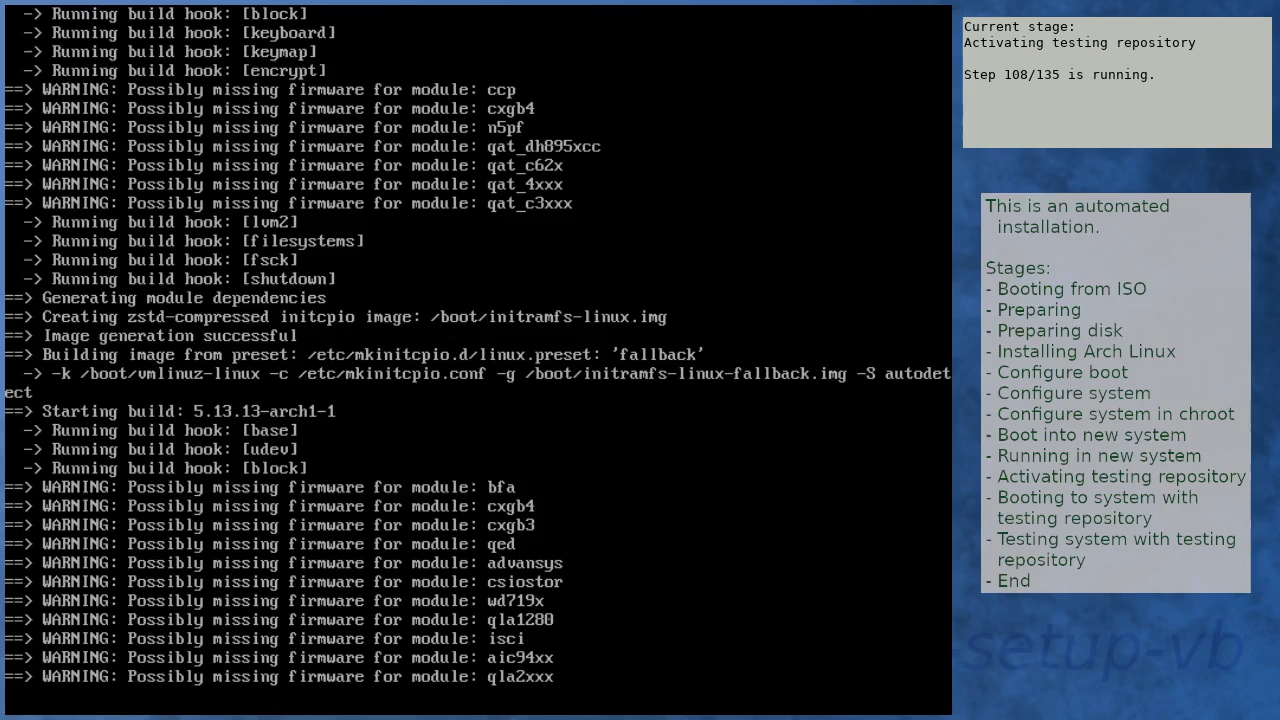 -> Running build hook: [block]
-> Running build hook: [keyboard]
-> Running build hook: [keymap]
-> Running build hook: [encrypt]
==> WARNING: Possibly missing firmware for module: ccp
==> WARNING: Possibly missing firmware for module: cxgb4
==> WARNING: Possibly missing firmware for module: n5pf
==> WARNING: Possibly missing firmware for module: qat_dh895xcc
==> WARNING: Possibly missing firmware for module: qat_c62x
==> WARNING: Possibly missing firmware for module: qat_4xxx
==> WARNING: Possibly missing firmware for module: qat_c3xxx
-> Running build hook: [lvm2]
-> Running build hook: [filesystems]
-> Running build hook: [fsck]
-> Running build hook: [shutdown]
==> Generating module dependencies
==> Creating zstd-compressed initcpio image: /boot/initramfs-linux.img
==> Image generation successful
==> Building image from preset: /etc/mkinitcpio.d/linux.preset: 'fallback'
-> -k /boot/vmlinuz-linux -c /etc/mkinitcpio.conf -g /boot/initramfs-linux-fallback.img -S autodet
ect
==> Starting build: 5.13.13-arch1-1
-> Running build hook: [base]
-> Running build hook: [udev]
-> Running build hook: [block]
==> WARNING: Possibly missing firmware for module: bfa
==> WARNING: Possibly missing firmware for module: cxgb4
==> WARNING: Possibly missing firmware for module: cxgb3
==> WARNING: Possibly missing firmware for module: qed
==> WARNING: Possibly missing firmware for module: advansys
==> WARNING: Possibly missing firmware for module: csiostor
==> WARNING: Possibly missing firmware for module: wd719x
==> WARNING: Possibly missing firmware for module: qla1280
==> WARNING: Possibly missing firmware for module: isci
==> WARNING: Possibly missing firmware for module: aic94xx
==> WARNING: Possibly missing firmware for module: qla2xxx
Current stage:
Activating testing repository
Step 108/135 is running.
This is an automated
installation.
Stages:
- Booting from ISO
- Preparing
- Preparing disk
- Installing Arch Linux
- Configure boot
- Configure system
- Configure system in chroot
- Boot into new system
- Running in new system
- Activating testing repository
- Booting to system with
testing repository
- Testing system with testing
repository
- End
-setup-vb